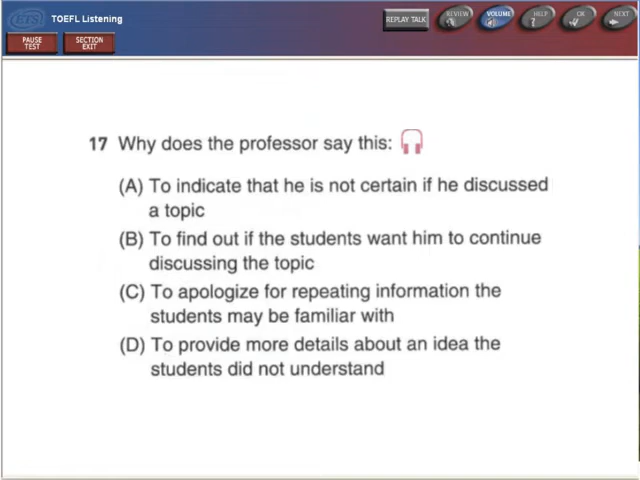 ETS TOEFL Listening
REPLAY TALK
REVIEW
VOLUME
HELP
OK
NEXT
PAUSE
TEST
SECTION
EXIT
17 Why does the professor say this:
(A) To indicate that he is not certain if he discussed
a topic
(B) To find out if the students want him to continue
discussing the topic
(C) To apologize for repeating information the
students may be familiar with
(D) To provide more details about an idea the
students did not understand